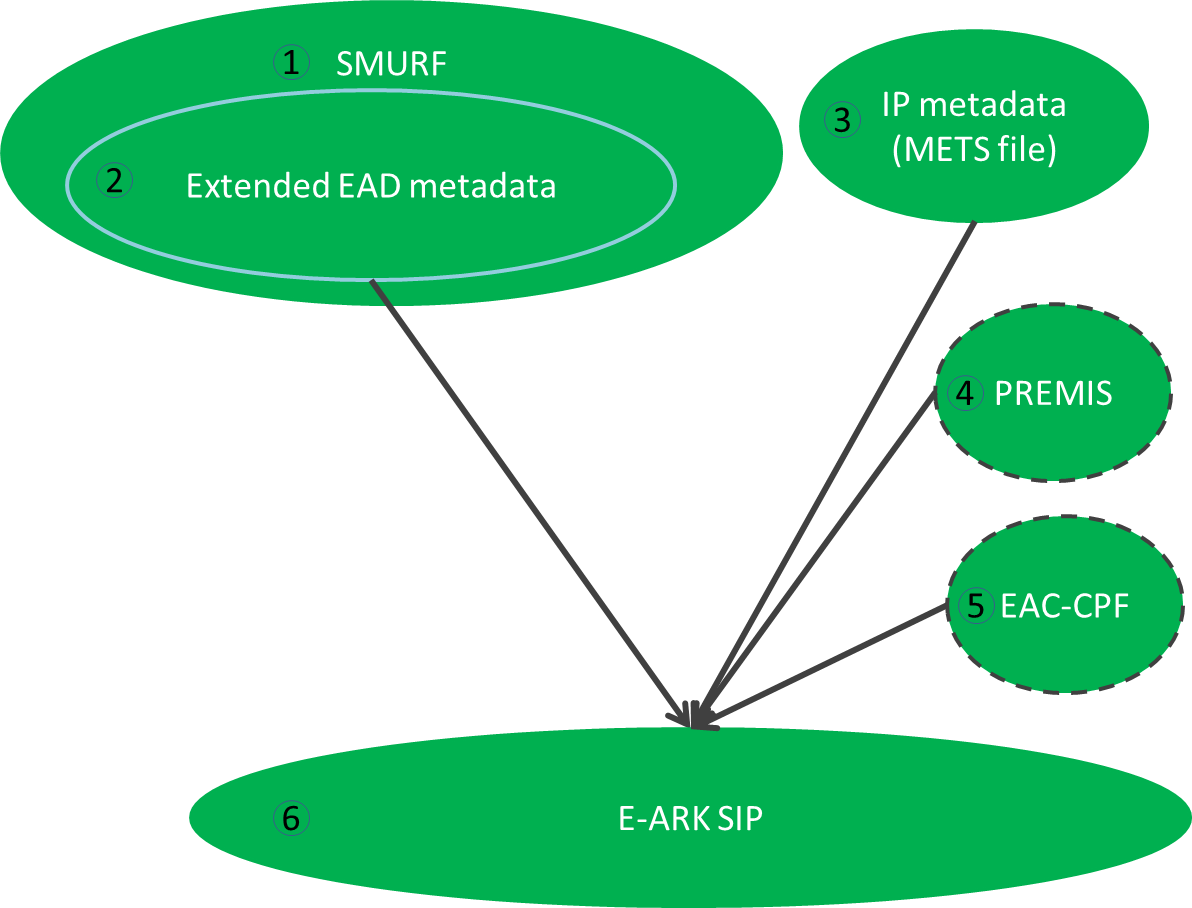 1 SMURF
2 Extended EAD metadata
3 IP metadata
(METS file)
4 PREMIS
5 EAC-CPF
6 E-ARK SIP